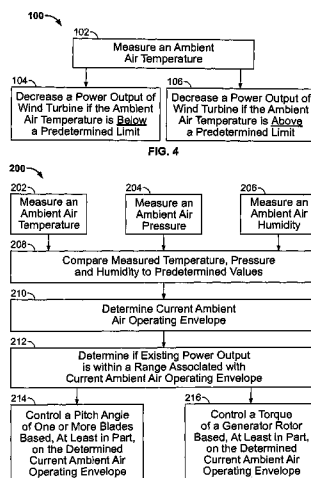 100
102
Measure an Ambient
Air Temperature
104
Decrease a Power Output of
Wind Turbine if the Ambient
Air Temperature is Below
a Predetermined Limit
106
Decrease a Power Output of
Wind Turbine if the Ambient
Air Temperature is Above
a Predetermined Limit
FIG. 4
200
202
Measure an
Ambient Air
Temperature
204
Measure an
Ambient Air
Pressure
206
Measure an
Ambient Air
Humidity
208
Compare Measured Temperature, Pressure
and Humidity to Predetermined Values
210
Determine Current Ambient
Air Operating Envelope
212
Determine if Existing Power Output
is within a Range Associated with
Current Ambient Air Operating Envelope
214
Control a Pitch Angle
of One or More Blades
Based, At Least in Part,
on the Determined
Current Ambient Air
Operating Envelope
216
Control a Torque
of a Generator Rotor
Based, At Least in Part,
on the Determined
Current Ambient Air
Operating Envelope